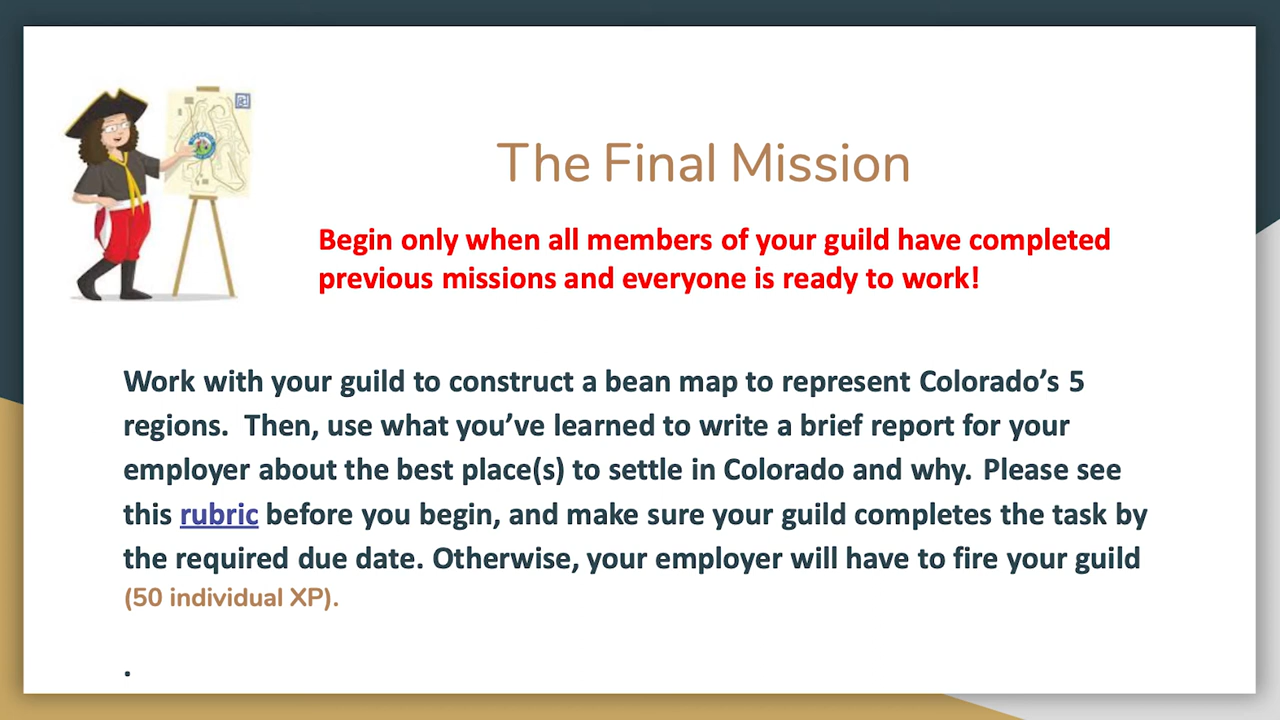 The Final Mission
Begin only when all members of your guild have completed
previous missions and everyone is ready to work!
Work with your guild to construct a bean map to represent Colorado's 5
regions.  Then, use what you've learned to write a brief report for your
employer about the best place(s) to settle in Colorado and why. Please see
this rubric before you begin, and make sure your guild completes the task by
the required due date. Otherwise, your employer will have to fire your guild
(50 individual XP).
.